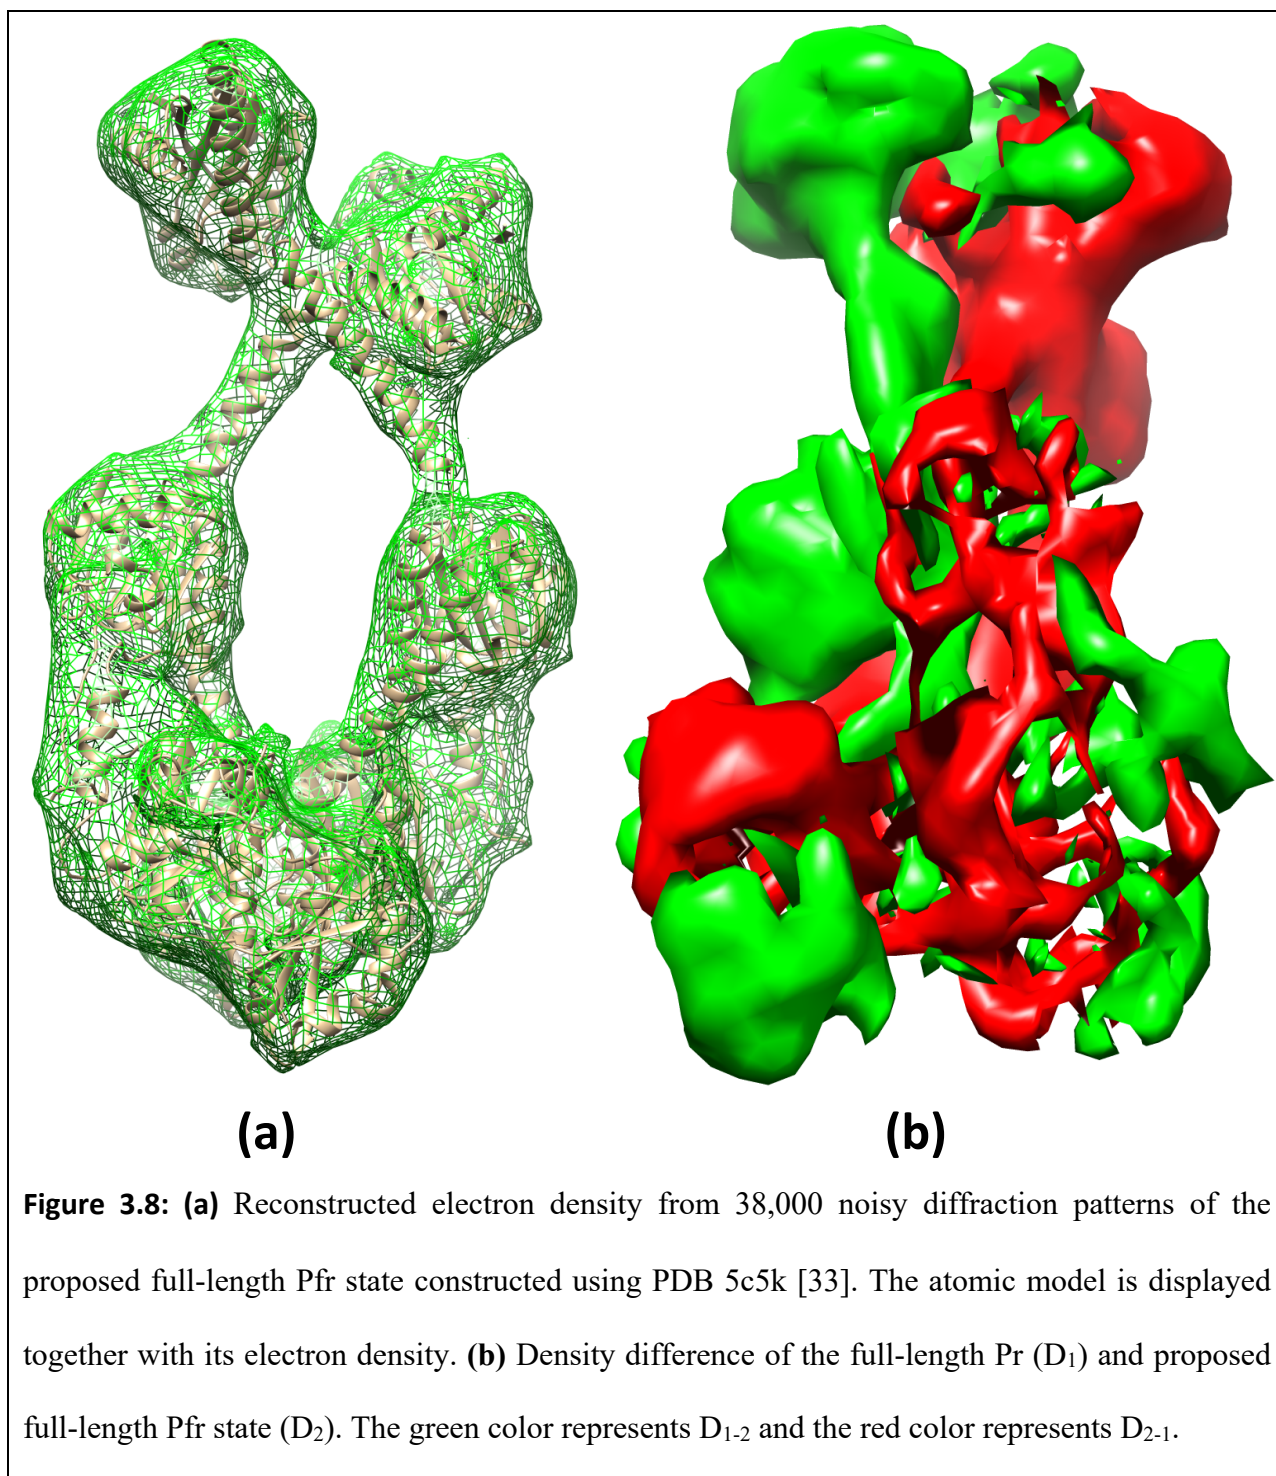 (a)
(b)
Figure 3.8: (a) Reconstructed electron density from 38,000 noisy diffraction patterns of the
proposed full-length Pfr state constructed using PDB 5c5k [33]. The atomic model is displayed
together with its electron density. (b) Density difference of the full-length Pr (D₁) and proposed
full-length Pfr state (D₂). The green color represents D₁₋₂ and the red color represents D₂₋₁.